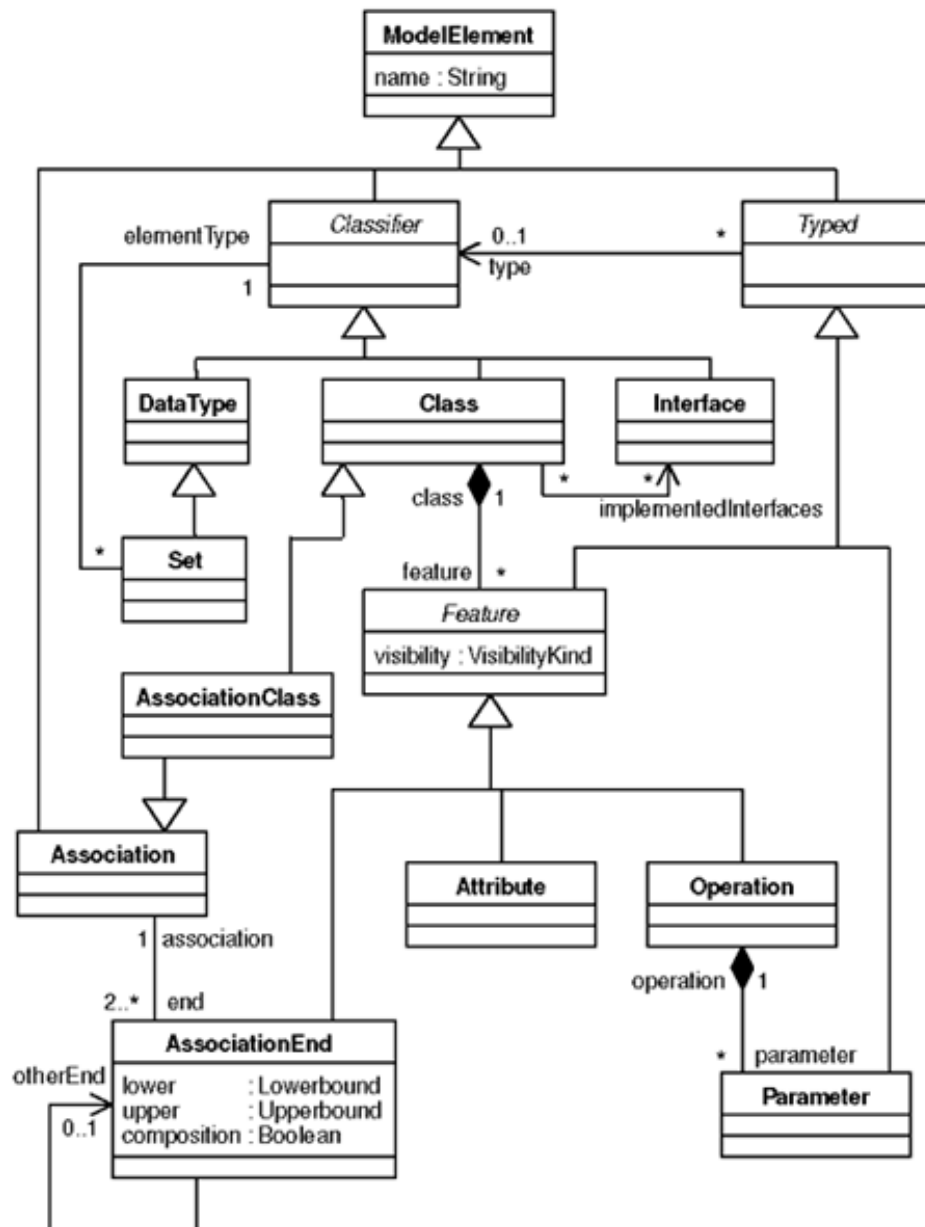 ModelElement
name : String
Classifier
Typed
elementType
0..1
*
type
1
DataType
Class
Interface
*
*
class
1
implementedInterfaces
*
Set
feature
*
Feature
visibility : VisibilityKind
AssociationClass
Association
Attribute
Operation
1
association
operation
1
2..*
end
AssociationEnd
*
parameter
otherEnd
lower : Lowerbound
upper : Upperbound
composition : Boolean
0..1
Parameter